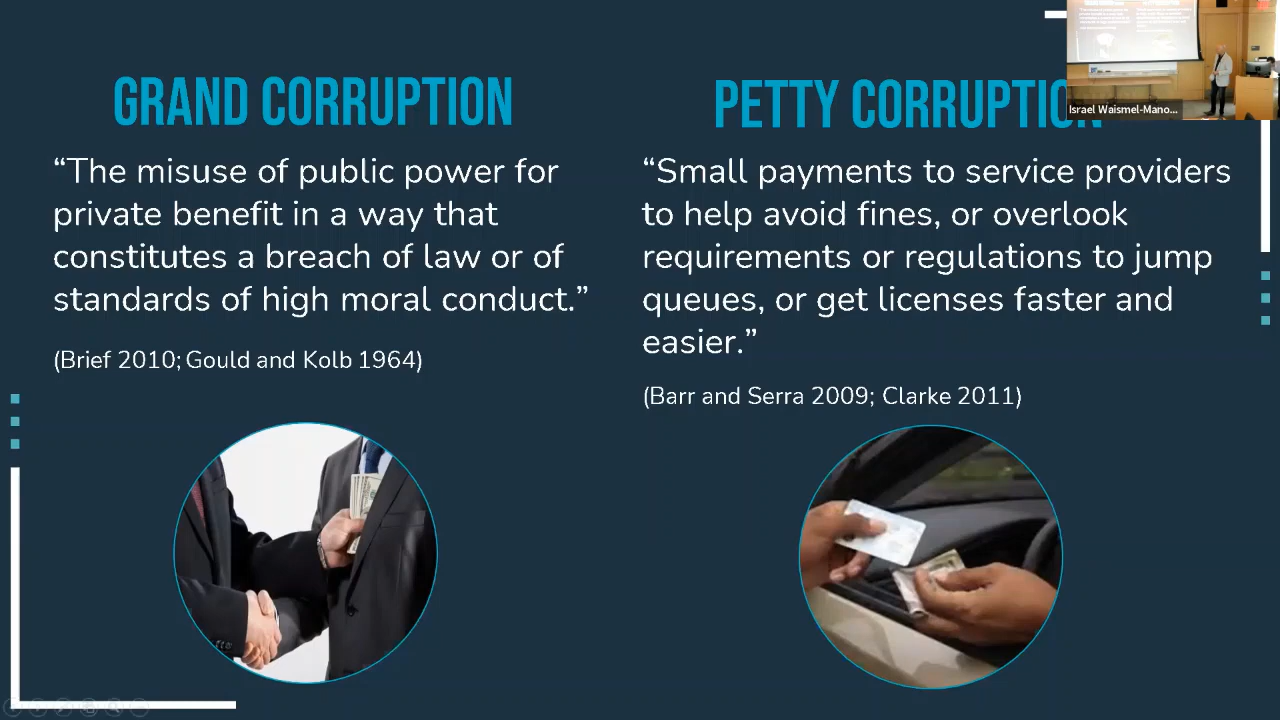 GRAND CORRUPTION
“The misuse of public power for
private benefit in a way that
constitutes a breach of law or of
standards of high moral conduct.”
(Brief 2010; Gould and Kolb 1964)
PETTY CORRUPTION
“Small payments to service providers
to help avoid fines, or overlook
requirements or regulations to jump
queues, or get licenses faster and
easier.”
(Barr and Serra 2009; Clarke 2011)
Israel Waismel-Mano...